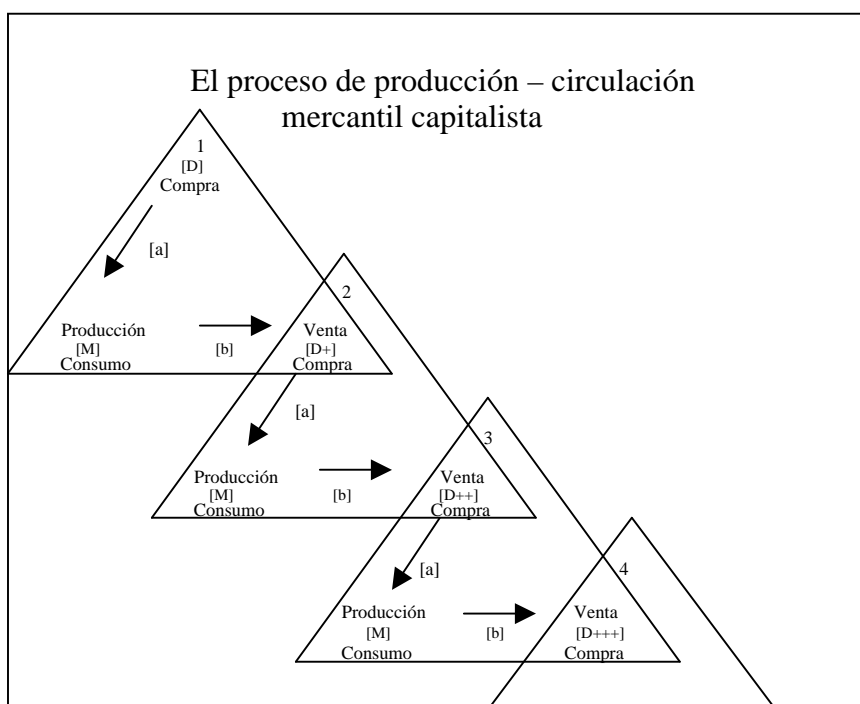 El proceso de producción – circulación
mercantil capitalista
1
[D]
Compra
[a]
2
Producción
[M]
Consumo
[b]
Venta
[D+]
Compra
[a]
3
Producción
[M]
Consumo
[b]
Venta
[D++]
Compra
[a]
4
Producción
[M]
Consumo
[b]
Venta
[D+++]
Compra